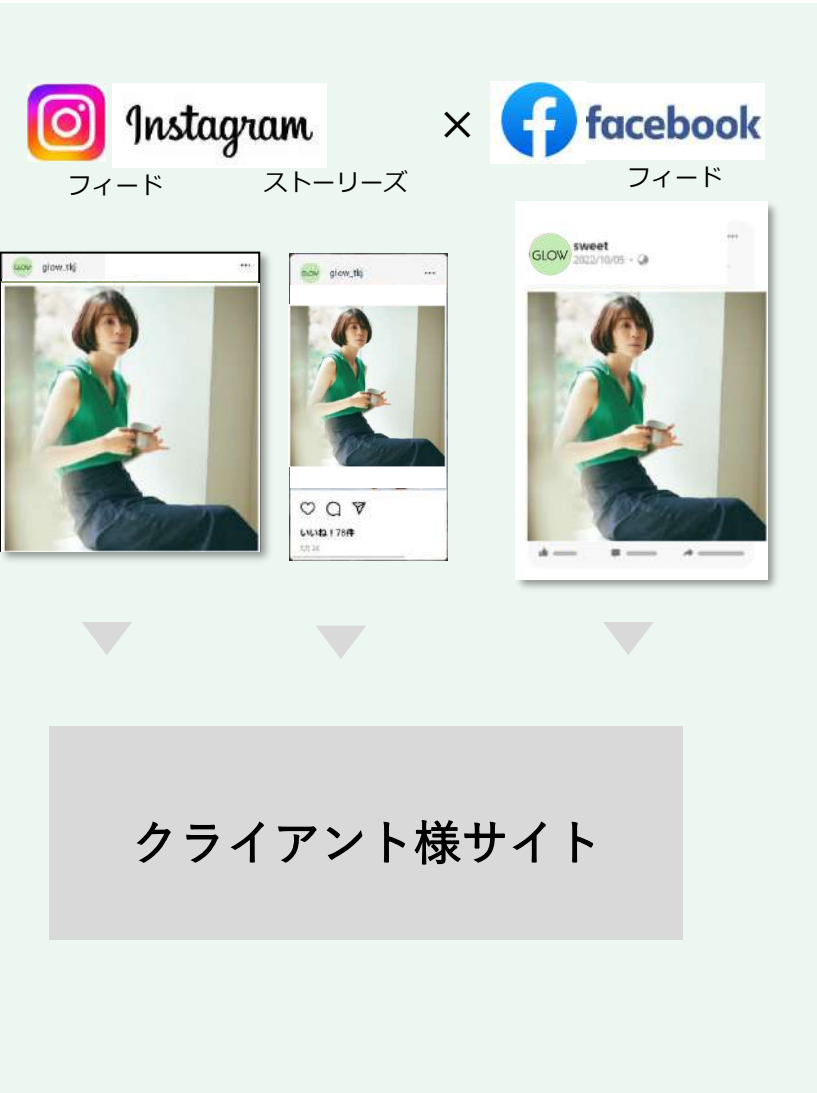 Instagram
×
facebook
フィード
ストーリーズ
フィード
GLOW glow_tkj
GLOW glow_tkj
いいね！78件
GLOW sweet
2022/10/05
クライアント様サイト